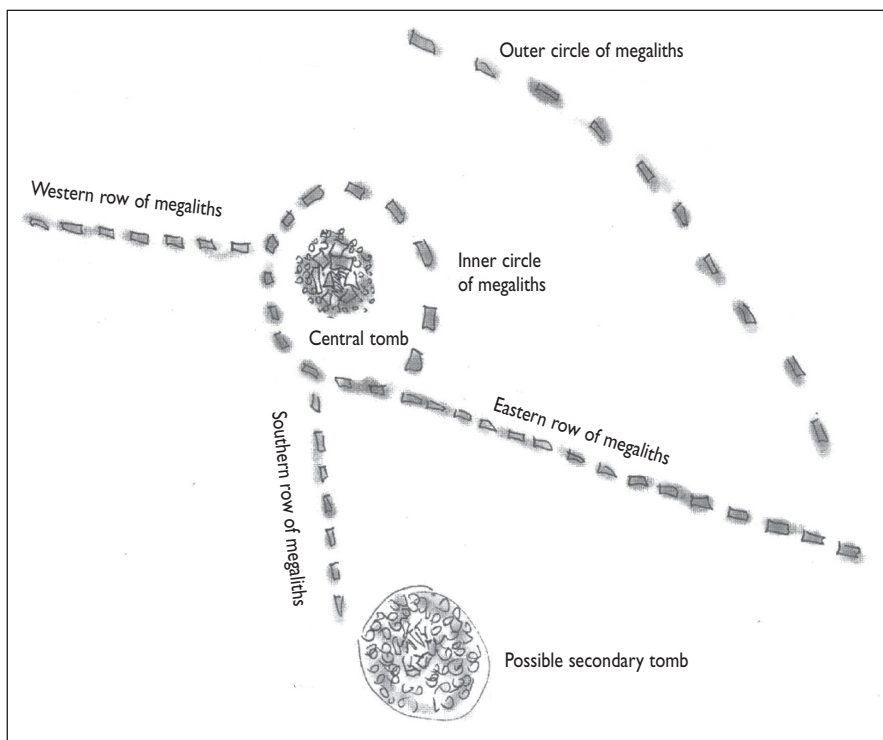 Outer circle of megaliths
Western row of megaliths
Inner circle
of megaliths
Central tomb
Eastern row of megaliths
Southern row of megaliths
Possible secondary tomb